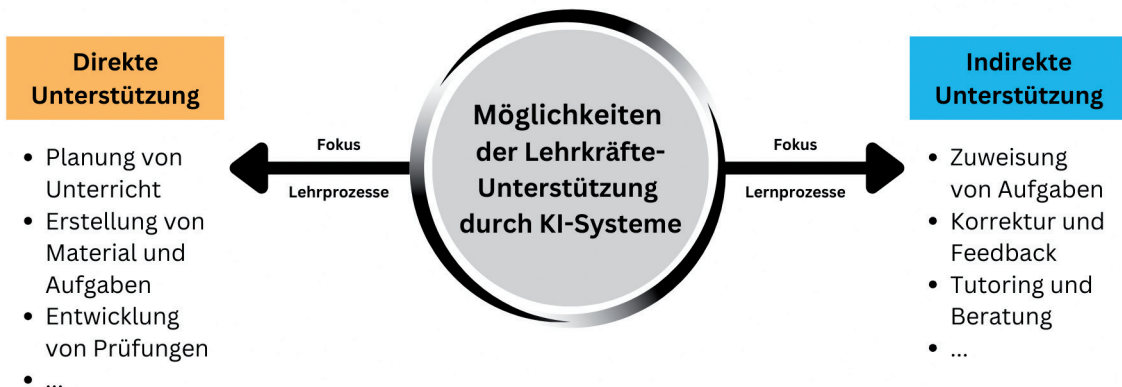 Direkte
Unterstützung
• Planung von
Unterricht
• Erstellung von
Material und
Aufgaben
• Entwicklung
von Prüfungen
• ...
Fokus
Lehrprozesse
Möglichkeiten
der Lehrkräfte-
Unterstützung
durch KI-Systeme
Fokus
Lernprozesse
Indirekte
Unterstützung
• Zuweisung
von Aufgaben
• Korrektur und
Feedback
• Tutoring und
Beratung
• ...